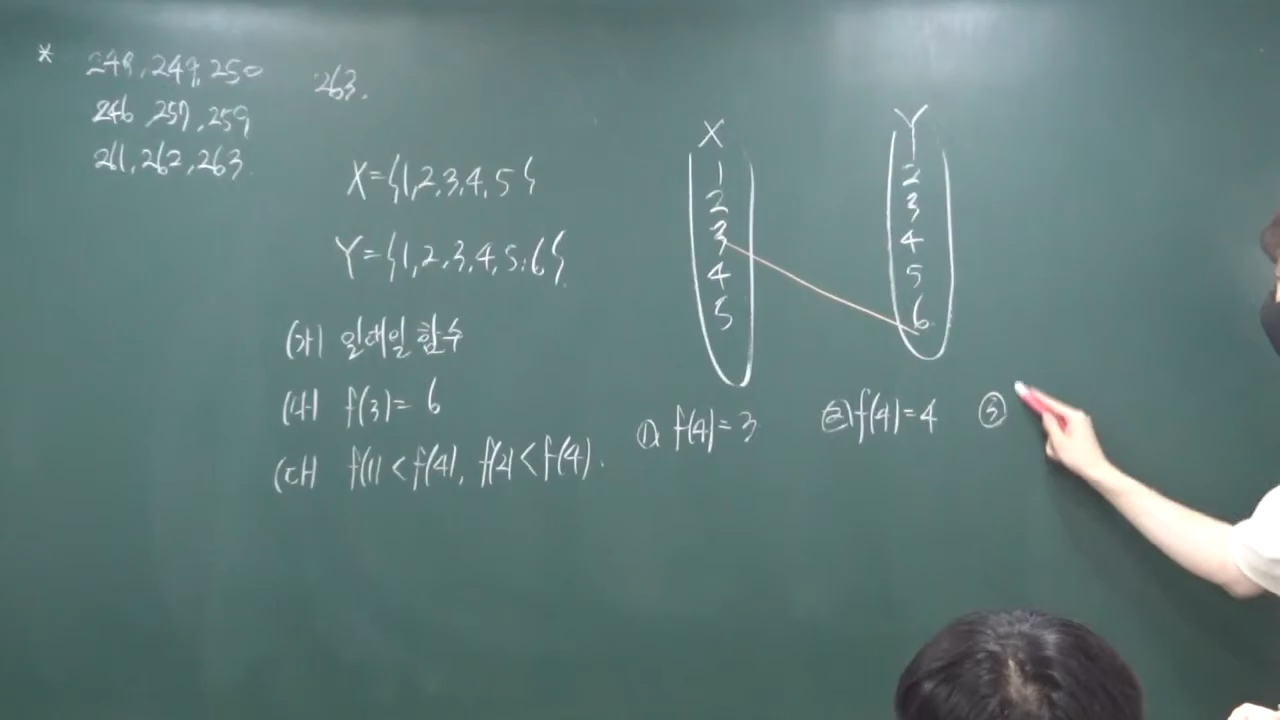 * 248, 249, 250
246, 257, 259
261, 262, 263
263.
X={1,2,3,4,5}
Y={1,2,3,4,5,6}
(가) 일대일 함수
(나) f(3)=6
(다) f(1)<f(4), f(2)<f(4).
X
1
2
3
4
5
Y
1
2
3
4
5
6
① f(4)=3
② f(4)=4
③